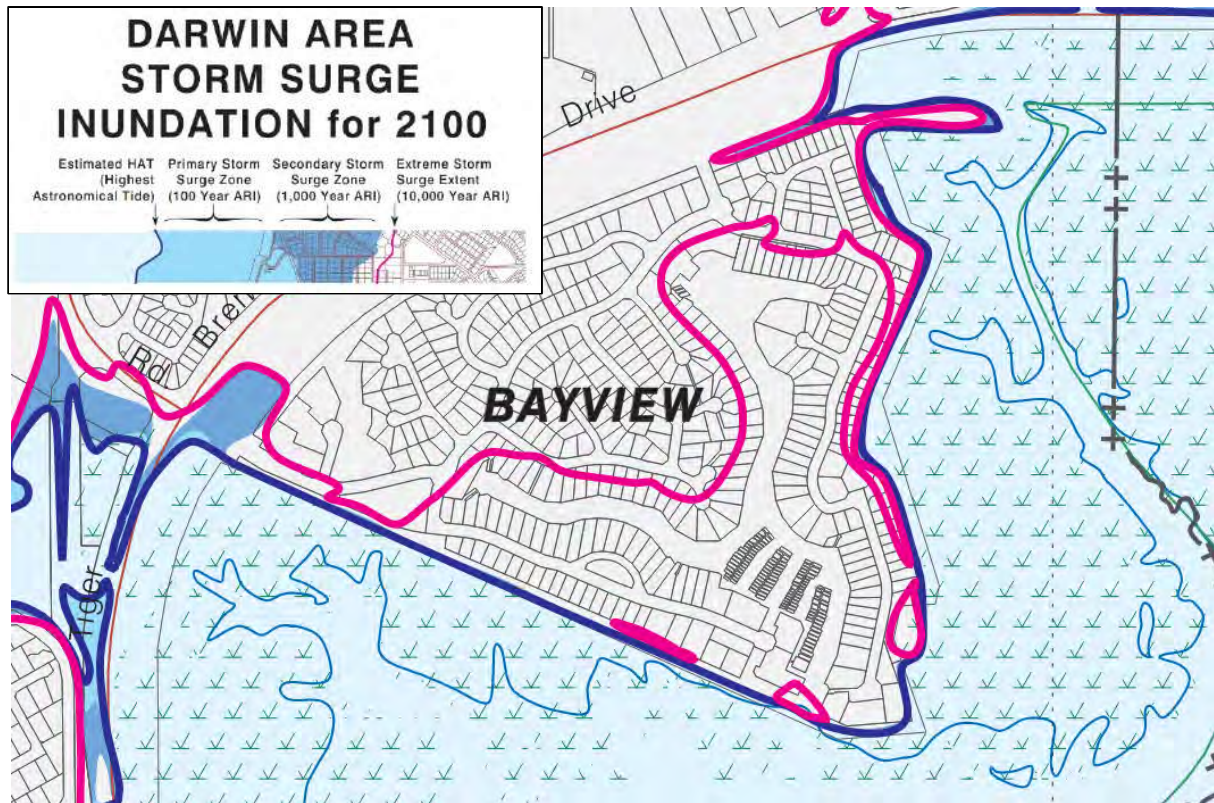 DARWIN AREA
STORM SURGE
INUNDATION for 2100
Estimated HAT
(Highest
Astronomical Tide)
Primary Storm
Surge Zone
(100 Year ARI)
Secondary Storm
Surge Zone
(1,000 Year ARI)
Extreme Storm
Surge Extent
(10,000 Year ARI)
Drive
Bren
Rd
BAYVIEW
Tiger